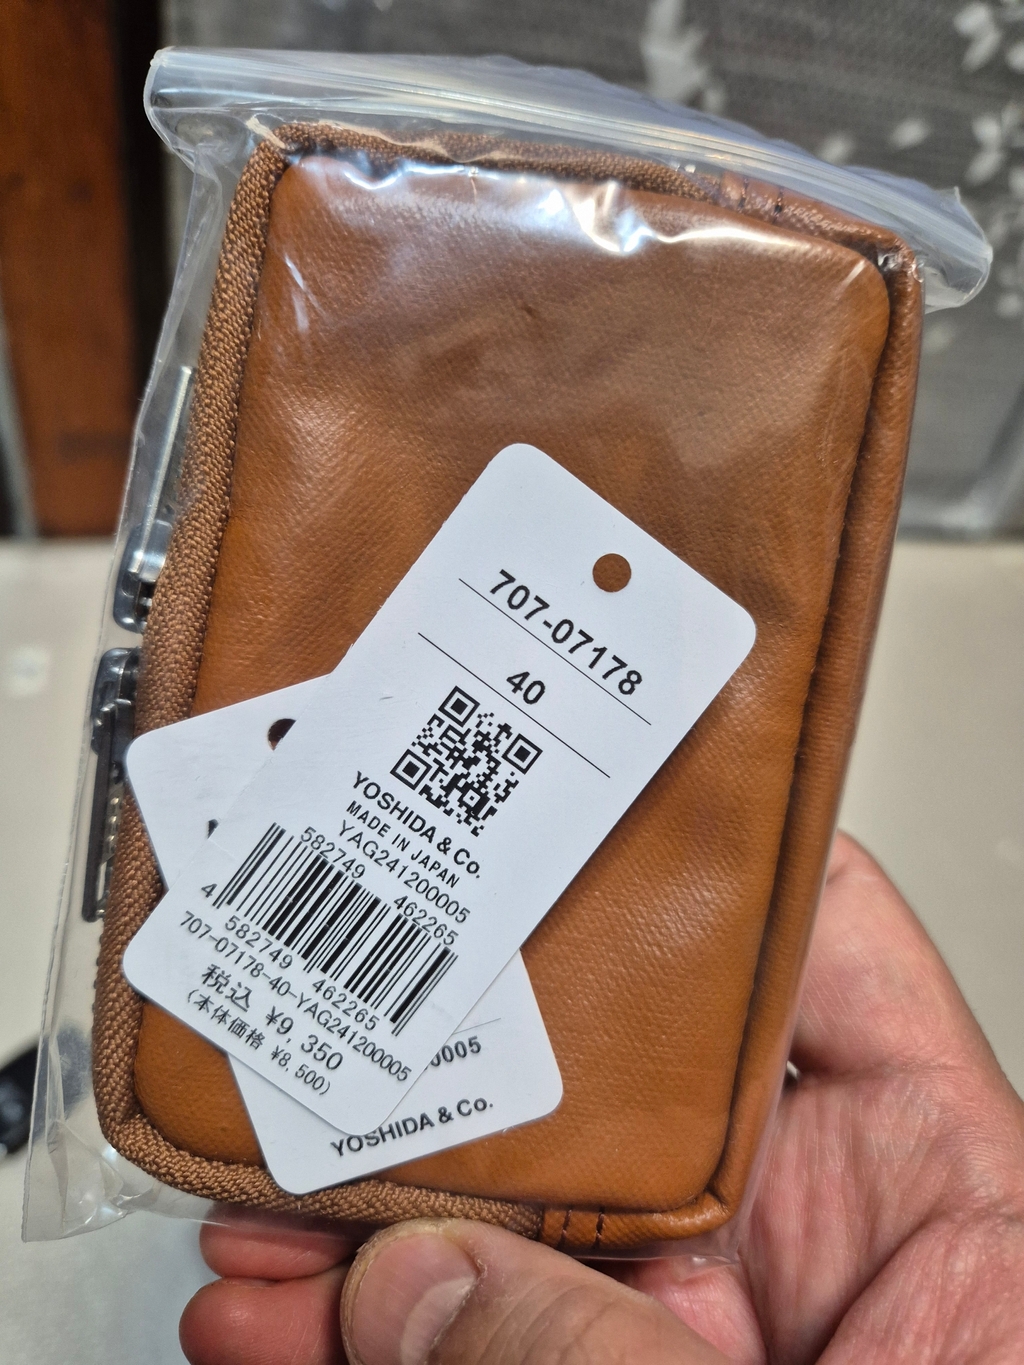 707-07178
40
YOSHIDA & Co.
MADE IN JAPAN
YAG241200005
582749 462265
4 582749 462265
707-07178-40-YAG241200005
税込 ¥9,350
(本体価格 ¥8,500)
0005
YOSHIDA & Co.